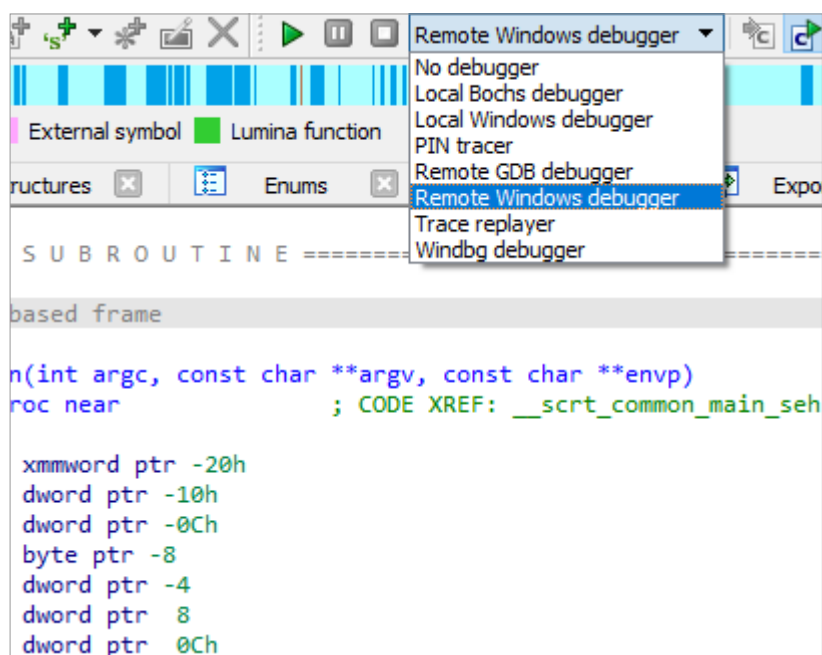 Remote Windows debugger
No debugger
Local Bochs debugger
Local Windows debugger
PIN tracer
Remote GDB debugger
Remote Windows debugger
Trace replayer
Windbg debugger
External symbol Lumina function
ructures Enums Expo
S U B R O U T I N E ========
based frame
n(int argc, const char **argv, const char **envp)
roc near ; CODE XREF: __scrt_common_main_seh
xmmword ptr -20h
dword ptr -10h
dword ptr -0Ch
byte ptr -8
dword ptr -4
dword ptr 8
dword ptr 0Ch